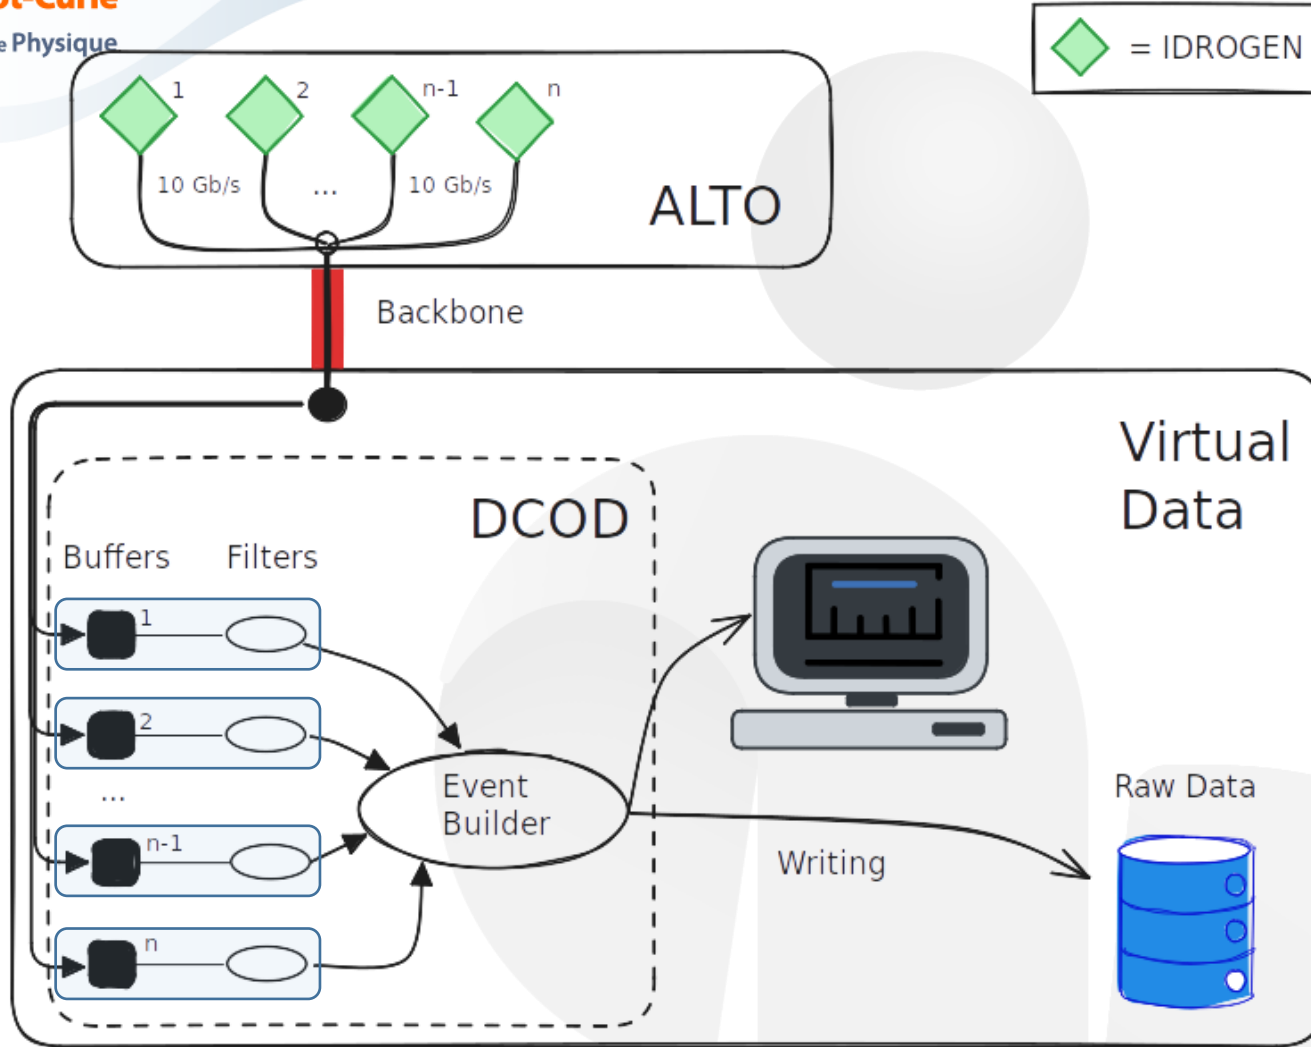 Physique
= IDROGEN
1
2
n-1
n
10 Gb/s
...
10 Gb/s
ALTO
Backbone
Virtual
Data
DCOD
Buffers
Filters
1
2
...
n-1
n
Event
Builder
Writing
Raw Data